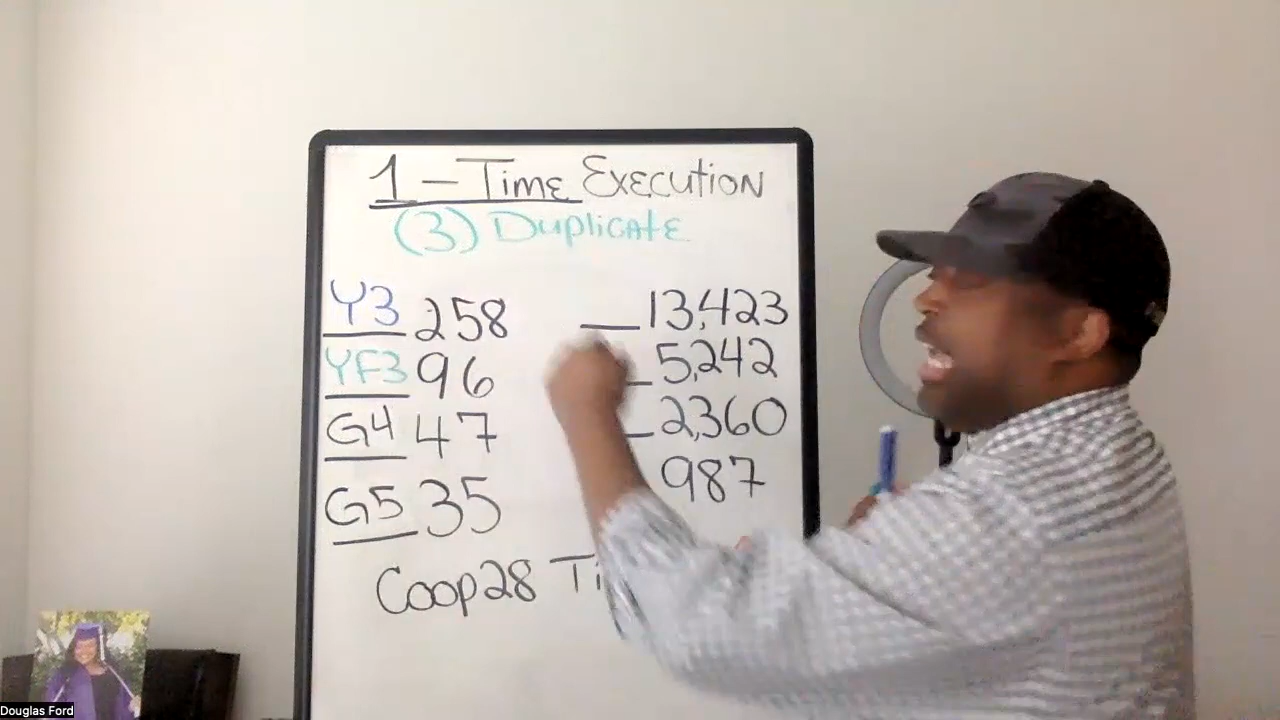 1 - Time Execution
(3) Duplicate
Y3 258 13,423
YF3 96 5,242
G4 47 2,360
G5 35 987
Coop28
Douglas Ford